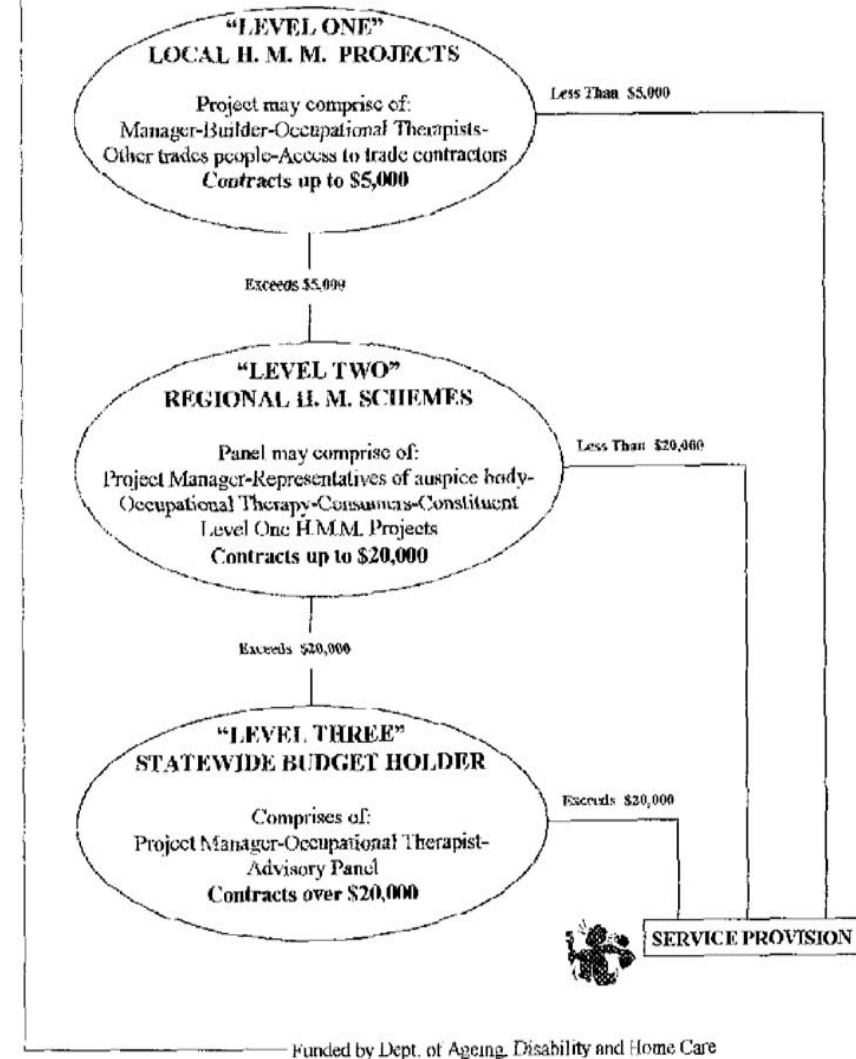 “LEVEL ONE”
LOCAL H. M. M. PROJECTS
Project may comprise of:
Manager-Builder-Occupational Therapists-
Other trades people-Access to trade contractors
Contracts up to $5,000
Less Than $5,000
Exceeds $5,000
“LEVEL TWO”
REGIONAL H. M. SCHEMES
Panel may comprise of:
Project Manager-Representatives of auspice body-
Occupational Therapy-Consumers-Constituent
Level One H.M.M. Projects
Contracts up to $20,000
Less Than $20,000
Exceeds $20,000
“LEVEL THREE”
STATEWIDE BUDGET HOLDER
Comprises of:
Project Manager-Occupational Therapist-
Advisory Panel
Contracts over $20,000
Exceeds $20,000
SERVICE PROVISION
Funded by Dept. of Ageing, Disability and Home Care